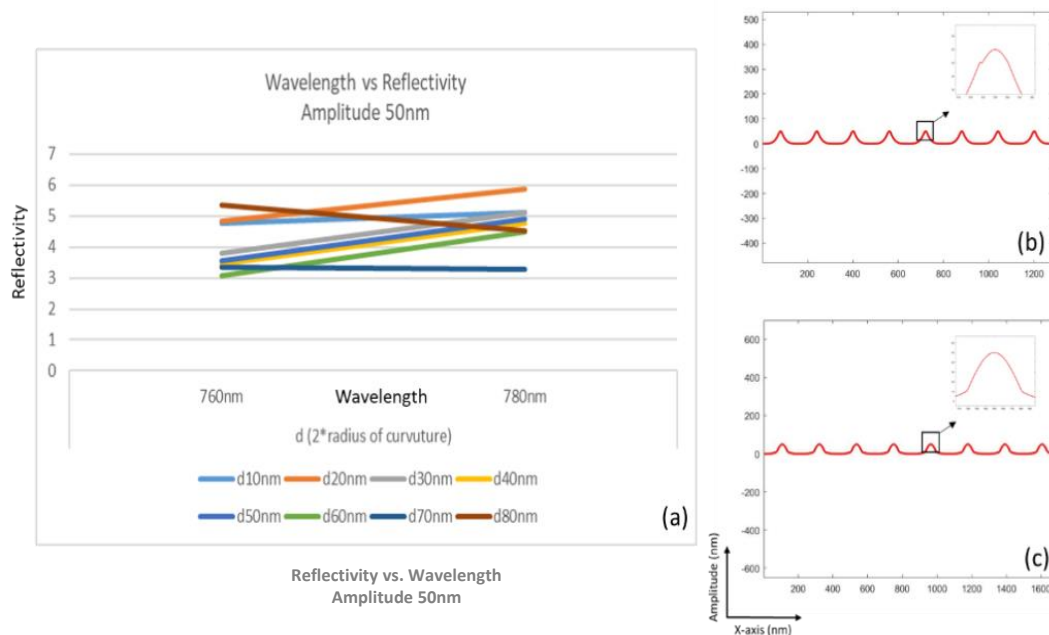 Wavelength vs Reflectivity
Amplitude 50nm
Reflectivity
7
6
5
4
3
2
1
0
760nm
Wavelength
780nm
d (2*radius of curvuture)
d10nm d20nm d30nm d40nm
d50nm d60nm d70nm d80nm
(a)
Reflectivity vs. Wavelength
Amplitude 50nm
500
400
300
200
100
0
-100
-200
-300
-400
200 400 600 800 1000 1200
(b)
600
400
200
0
-200
-400
-600
200 400 600 800 1000 1200 1400 1600
(c)
Amplitude (nm)
X-axis (nm)